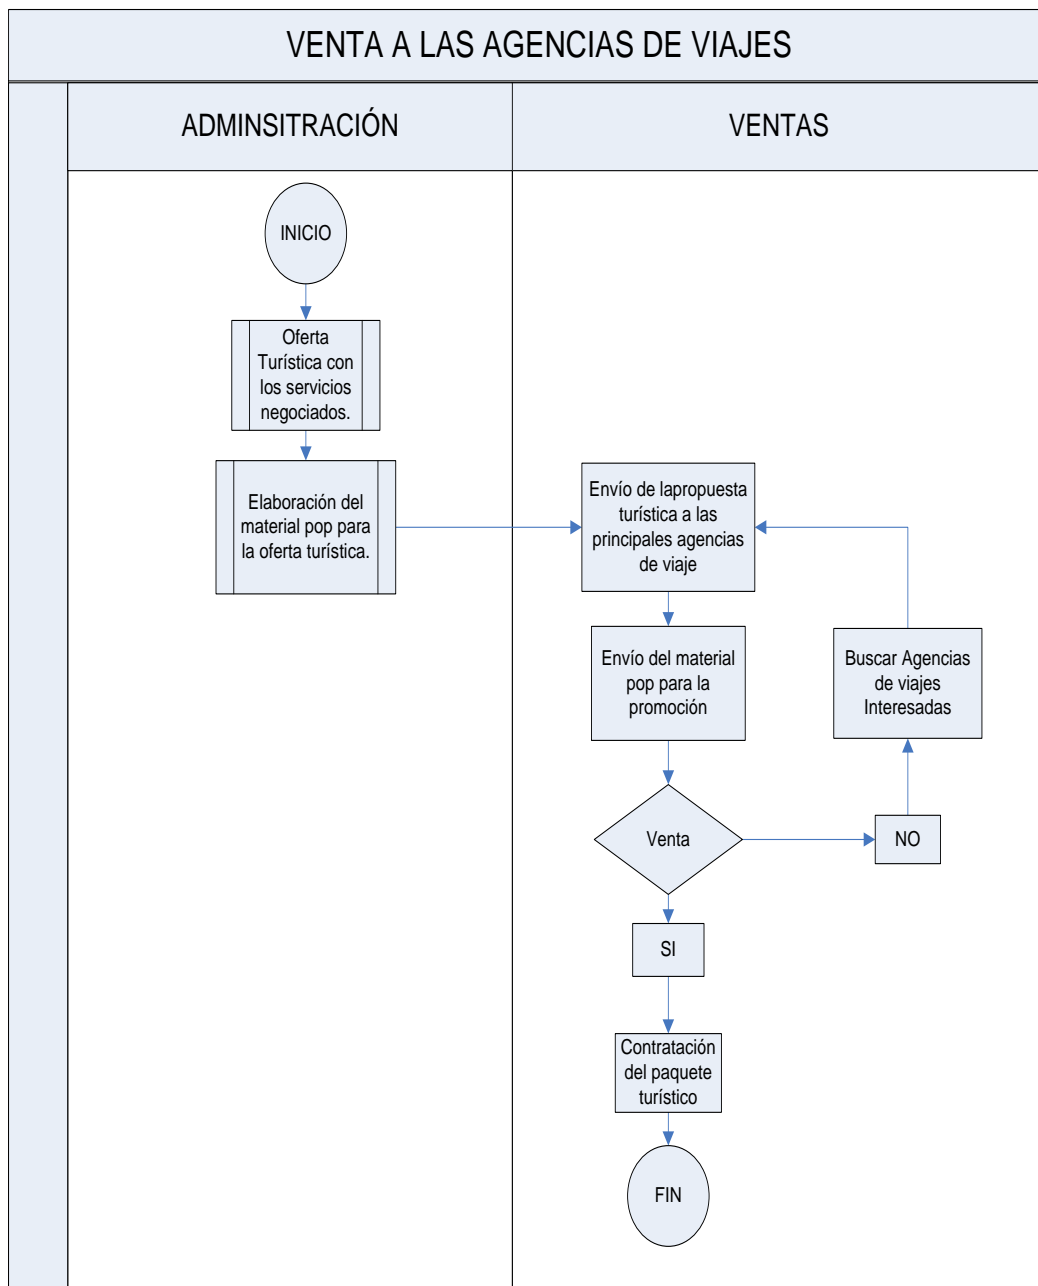 VENTA A LAS AGENCIAS DE VIAJES
ADMINSITRACIÓN
VENTAS
INICIO
Oferta
Turística con
los servicios
negociados.
Elaboración del
material pop para
la oferta turística.
Envío de lapropuesta
turística a las
principales agencias
de viaje
Envío del material
pop para la
promoción
Buscar Agencias
de viajes
Interesadas
Venta
NO
SI
Contratación
del paquete
turístico
FIN